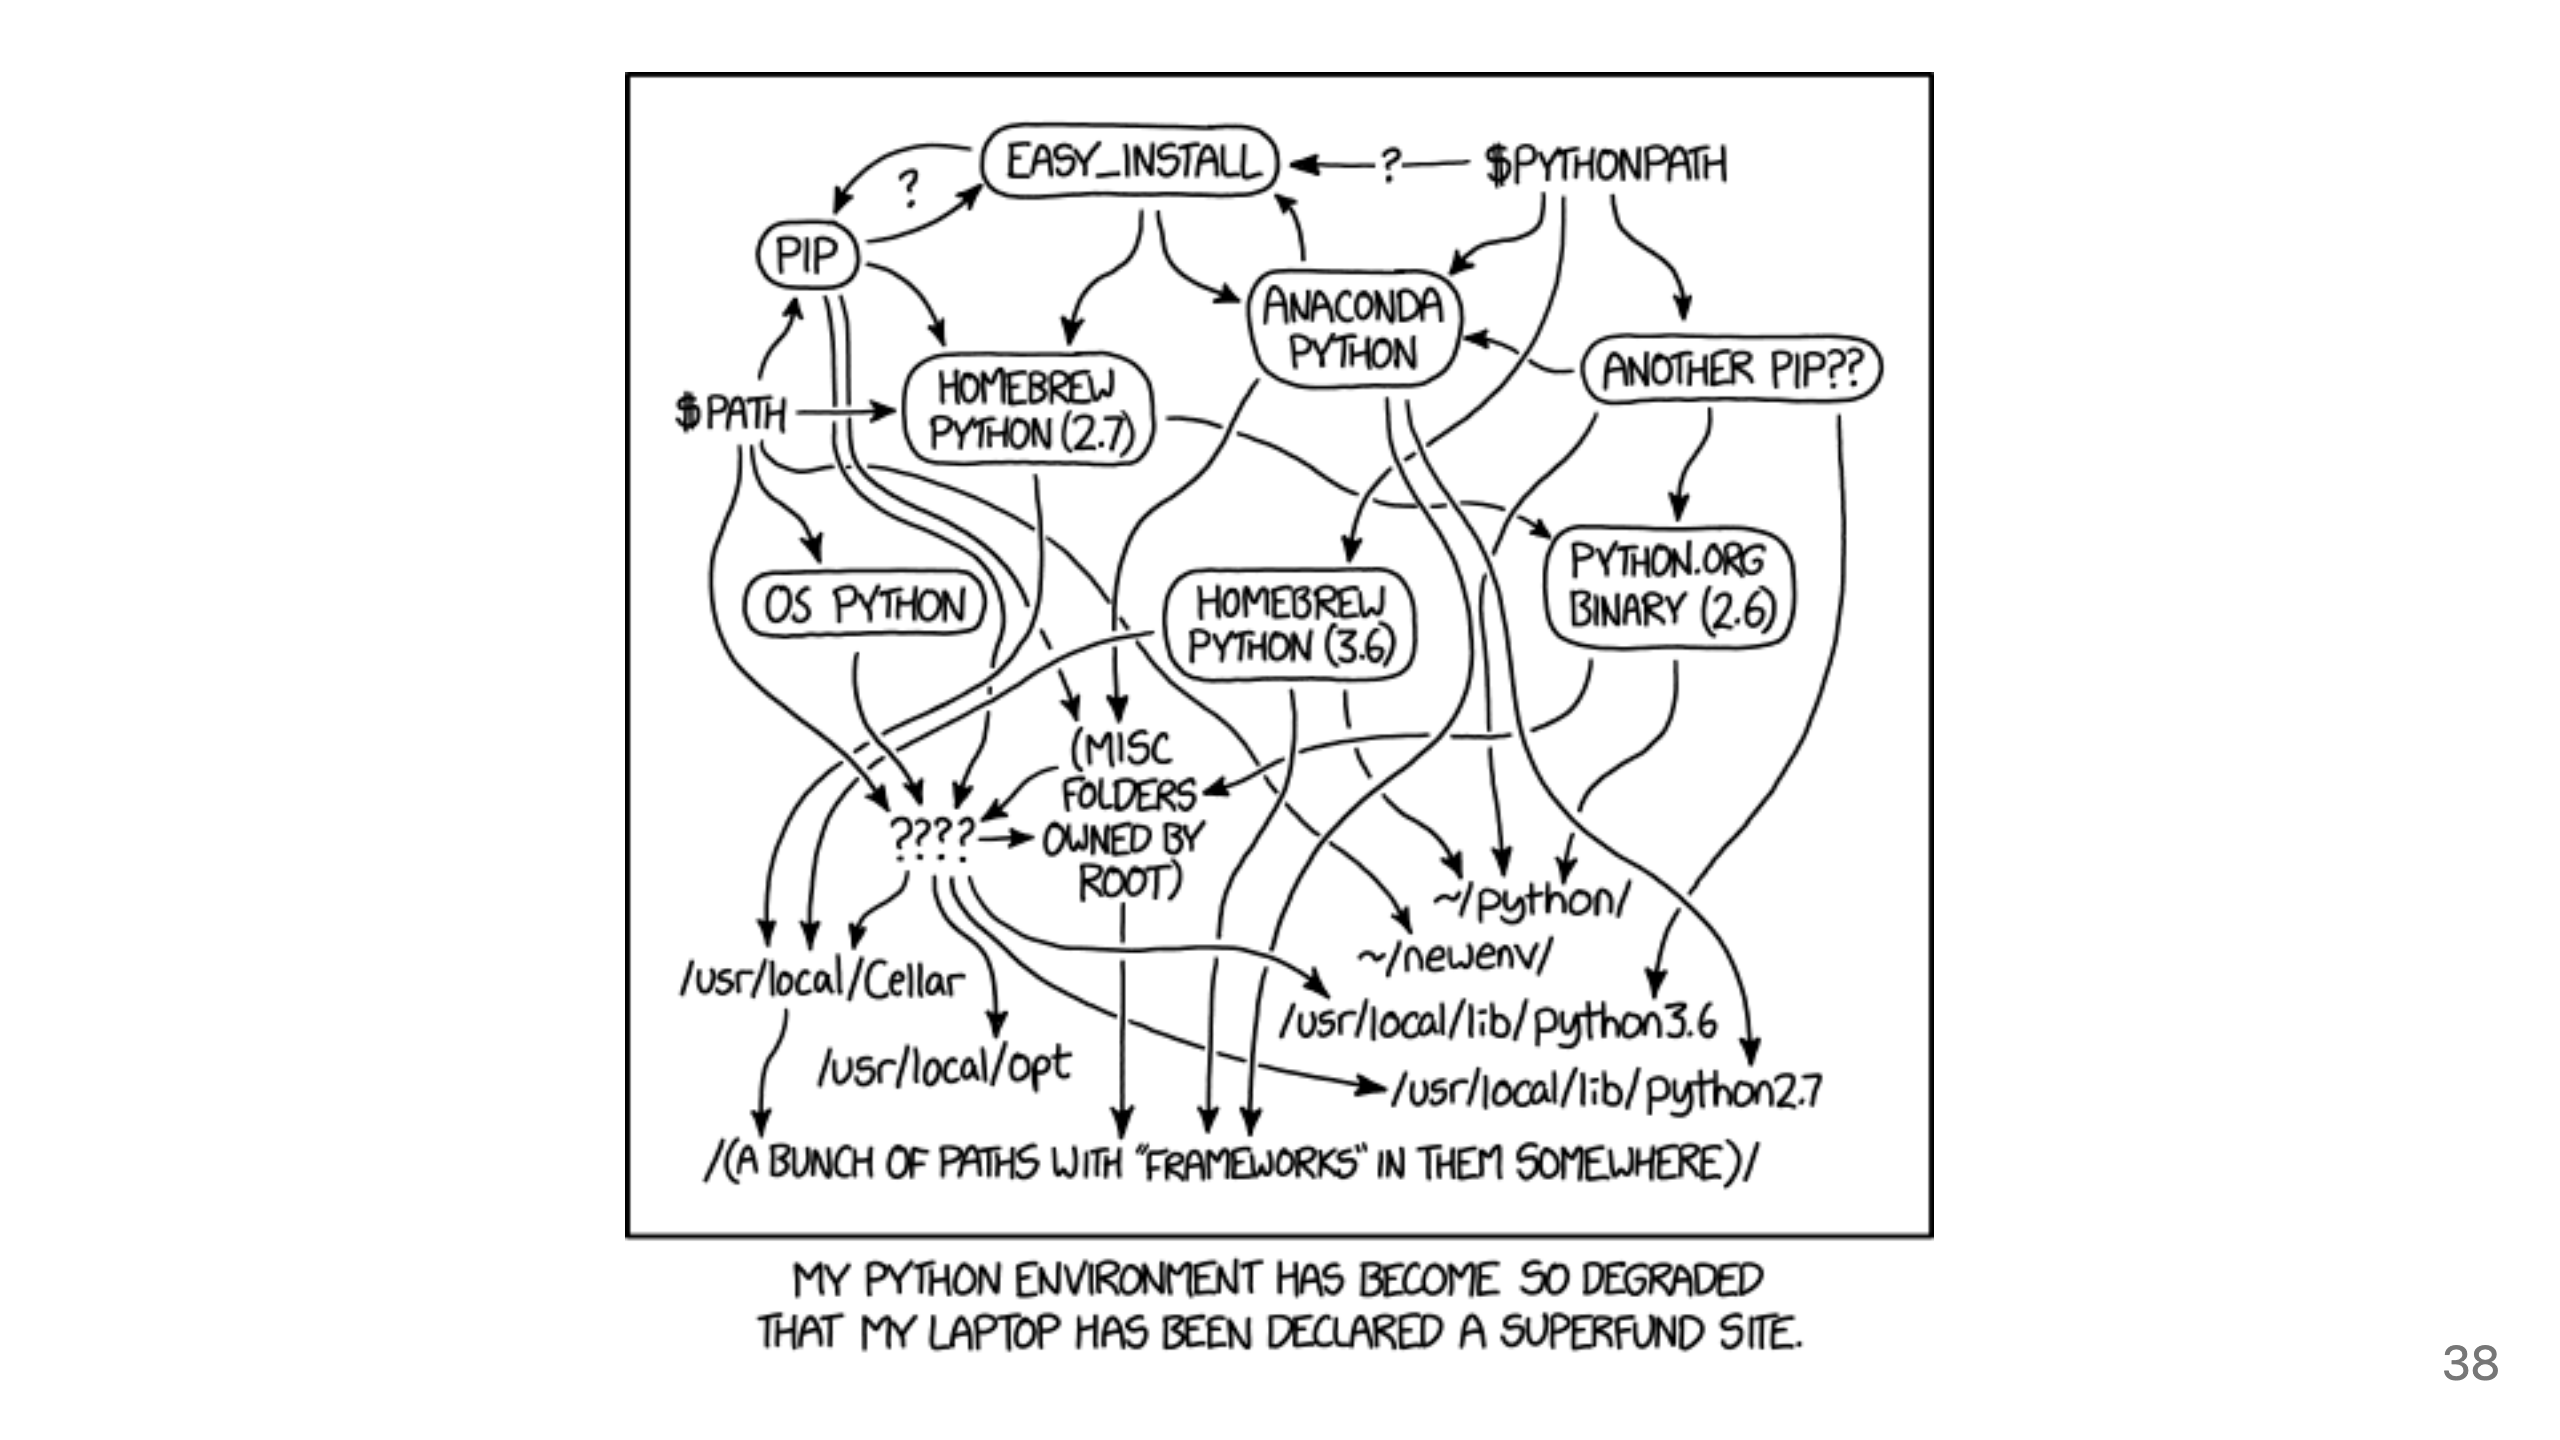 EASY_INSTALL
?
$PYTHONPATH
?
PIP
ANACONDA
PYTHON
ANOTHER PIP??
HOMEBREW
PYTHON (2.7)
$PATH
OS PYTHON
HOMEBREW
PYTHON (3.6)
PYTHON.ORG
BINARY (2.6)
(MISC
FOLDERS
OWNED BY
ROOT)
????
~/python/
~/newenv/
/usr/local/Cellar
/usr/local/lib/python3.6
/usr/local/opt
/usr/local/lib/python2.7
/(A BUNCH OF PATHS WITH "FRAMEWORKS" IN THEM SOMEWHERE)/
MY PYTHON ENVIRONMENT HAS BECOME SO DEGRADED
THAT MY LAPTOP HAS BEEN DECLARED A SUPERFUND SITE.
38